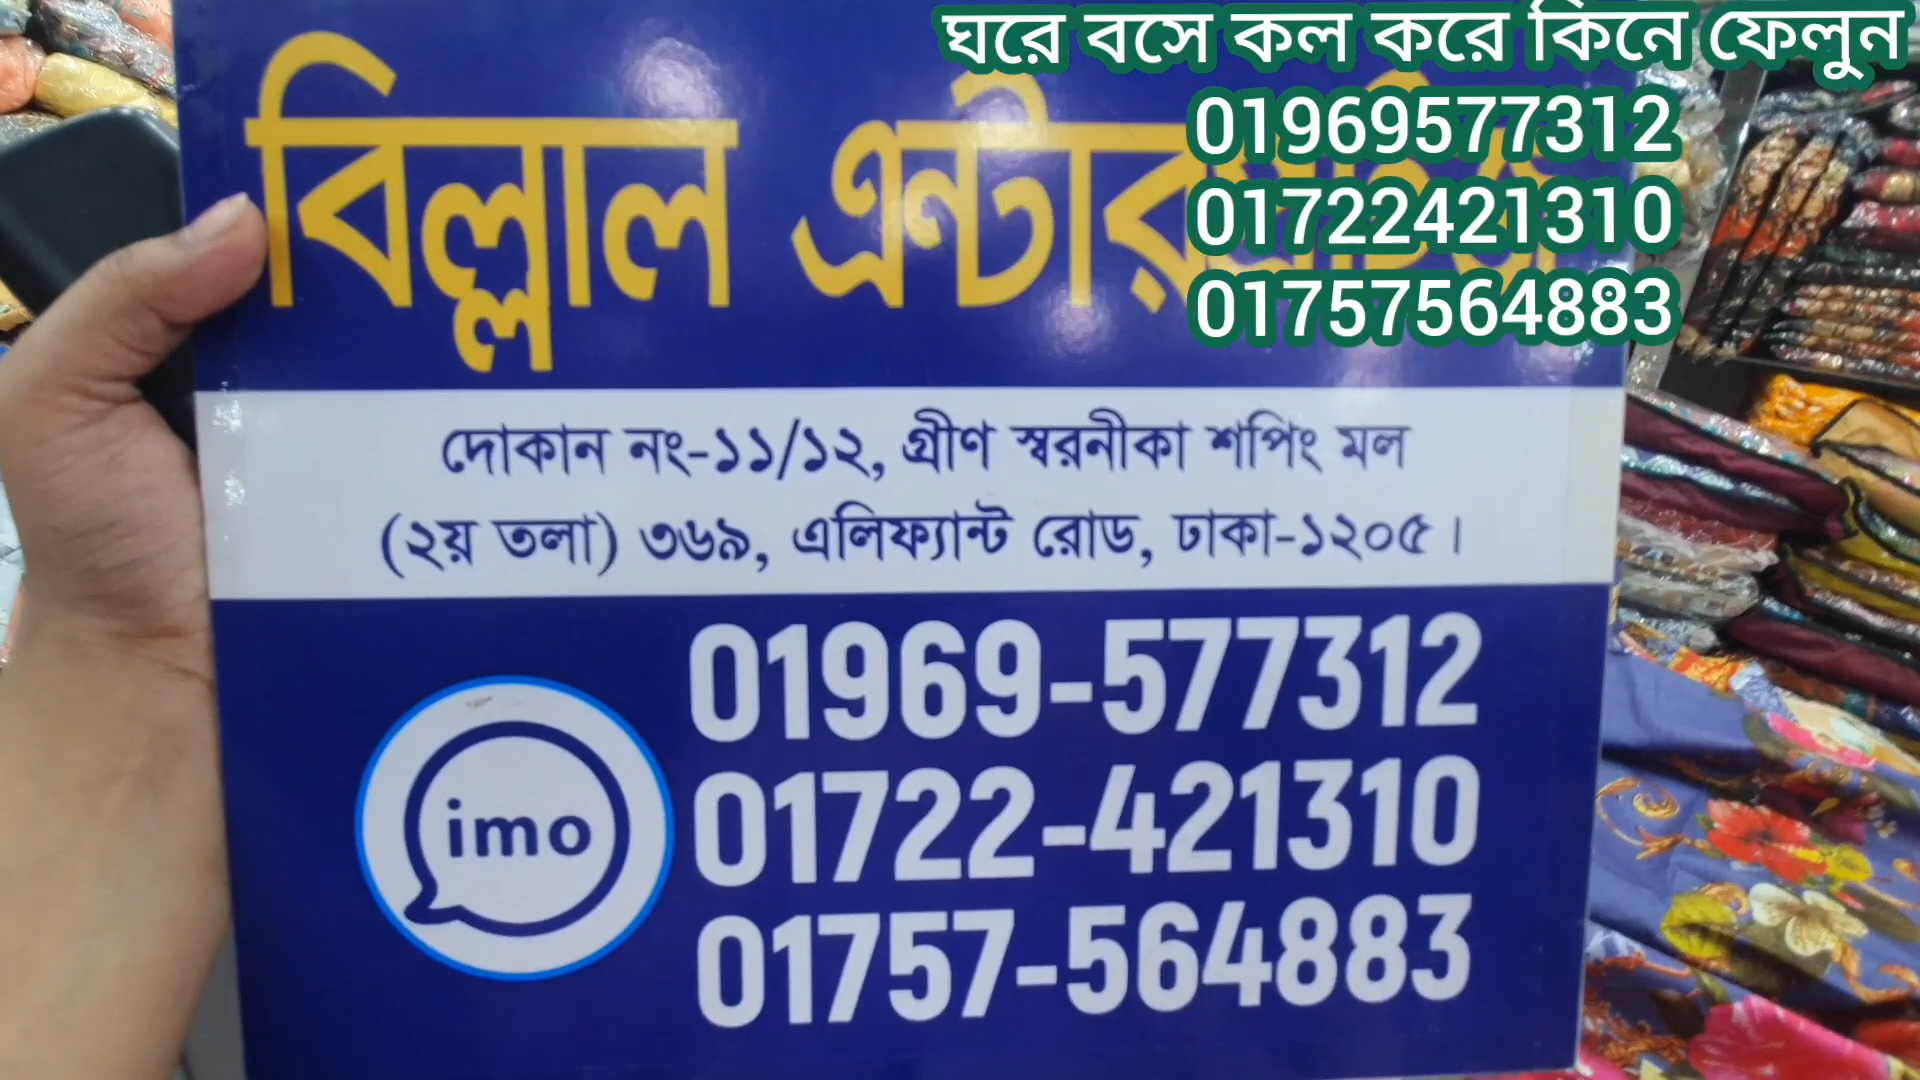 ঘরে বসে কল করে কিনে ফেলুন
01969577312
01722421310
01757564883
বিল্লাল
দোকান নং-১১/১২, গ্রীণ স্বরনীকা শপিং মল
(২য় তলা) ৩৬৯, এলিফ্যান্ট রোড, ঢাকা-১২০৫।
imo
01969-577312
01722-421310
01757-564883